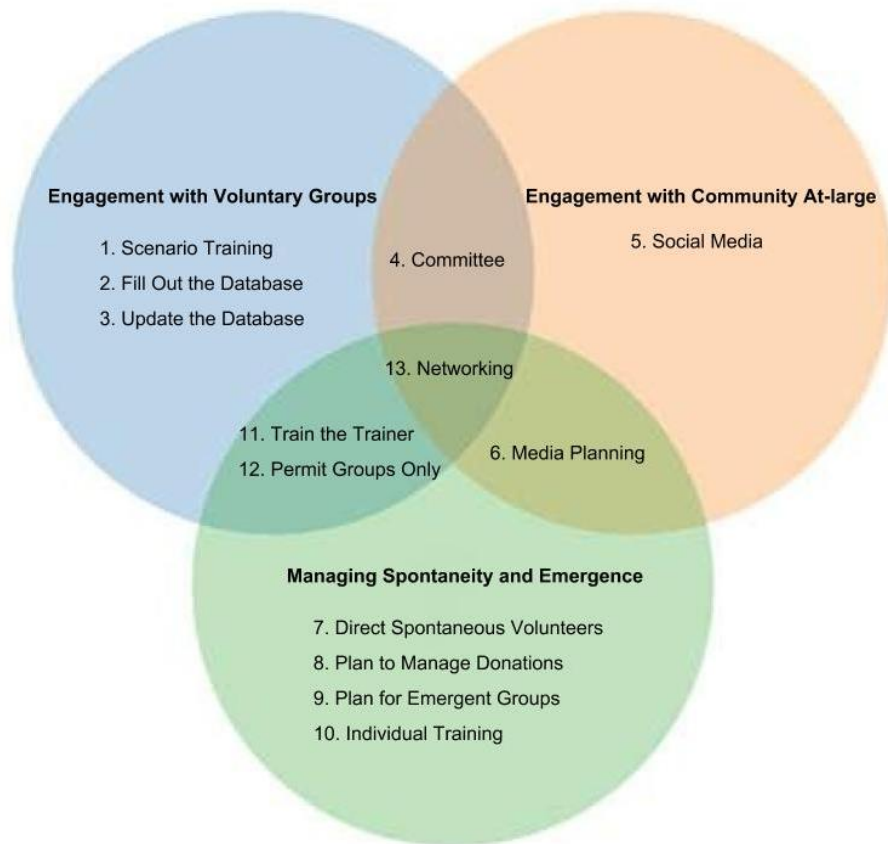 Engagement with Voluntary Groups
1. Scenario Training
2. Fill Out the Database
3. Update the Database
4. Committee
Engagement with Community At-large
5. Social Media
13. Networking
11. Train the Trainer
12. Permit Groups Only
6. Media Planning
Managing Spontaneity and Emergence
7. Direct Spontaneous Volunteers
8. Plan to Manage Donations
9. Plan for Emergent Groups
10. Individual Training